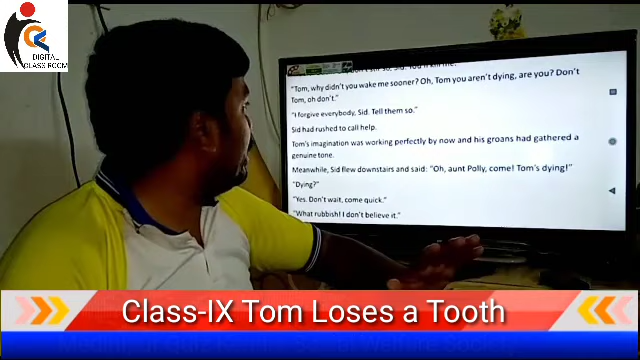 DIGITAL
CLASS ROOM
"Tom, why didn't you wake me sooner? Oh, Tom you aren't dying, are you? Don't
Tom, oh don't."
"I forgive everybody, Sid. Tell them so."
Sid had rushed to call help.
Tom's imagination was working perfectly by now and his groans had gathered a
genuine tone.
Meanwhile, Sid flew downstairs and said: "Oh, aunt Polly, come! Tom's dying!"
"Dying?"
"Yes. Don't wait, come quick."
"What rubbish! I don't believe it."
Class-IX Tom Loses a Tooth